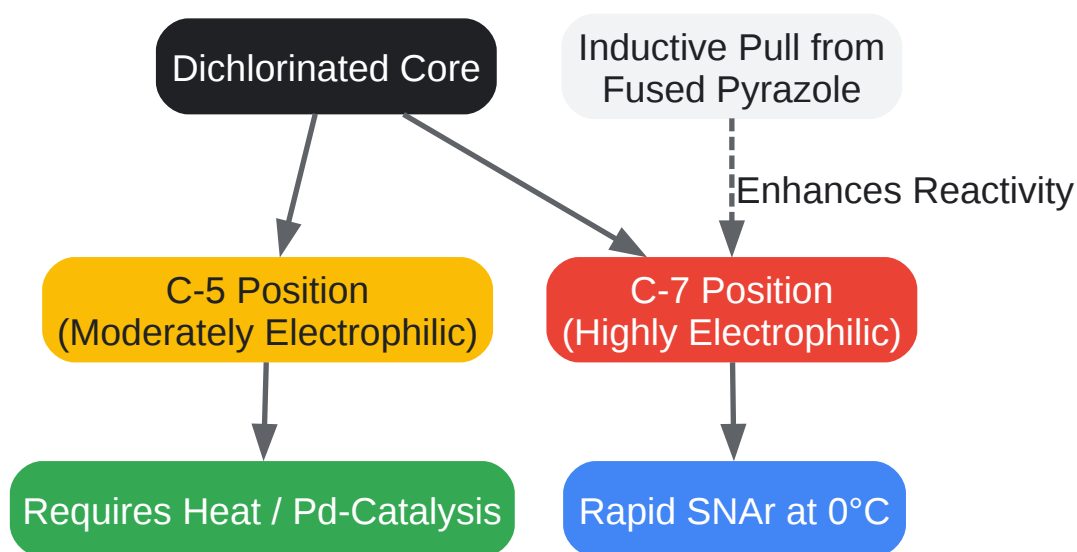 Dichlorinated Core
Inductive Pull from
Fused Pyrazole
Enhances Reactivity
C-5 Position
(Moderately Electrophilic)
C-7 Position
(Highly Electrophilic)
Requires Heat / Pd-Catalysis
Rapid SNAr at 0°C